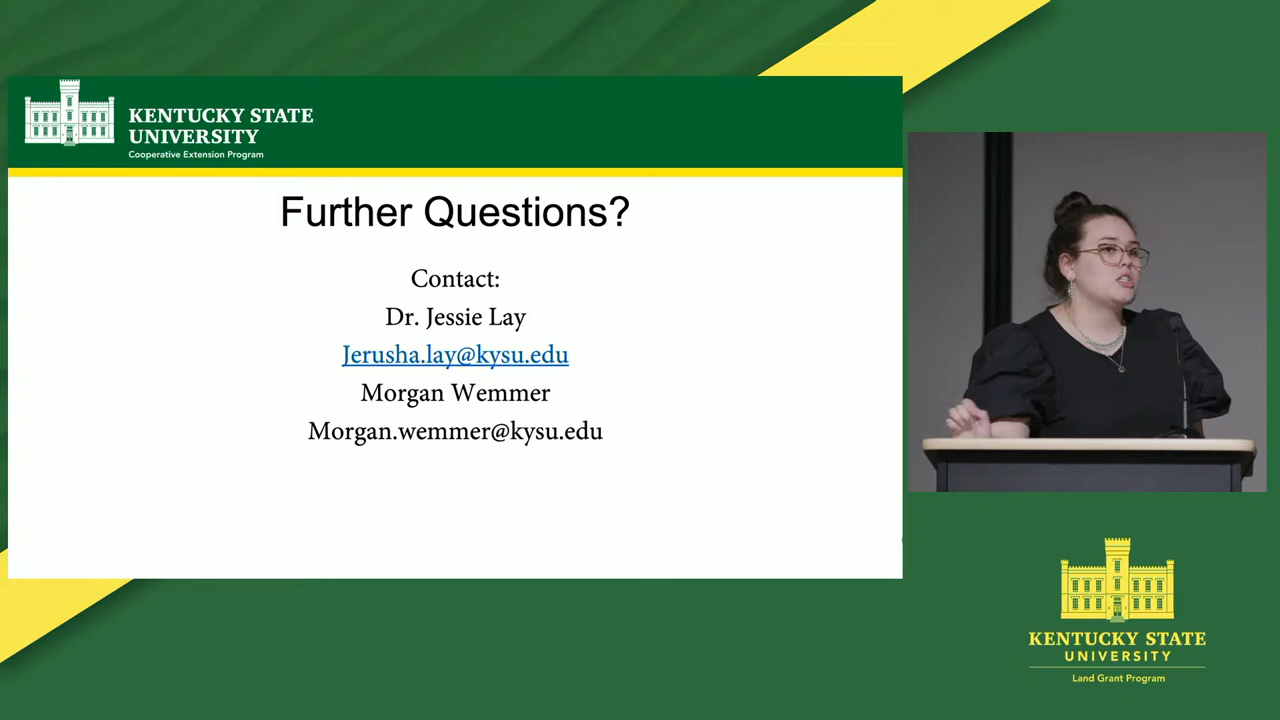 KENTUCKY STATE
UNIVERSITY
Cooperative Extension Program
Further Questions?
Contact:
Dr. Jessie Lay
Jerusha.lay@kysu.edu
Morgan Wemmer
Morgan.wemmer@kysu.edu
KENTUCKY STATE
UNIVERSITY
Land Grant Program